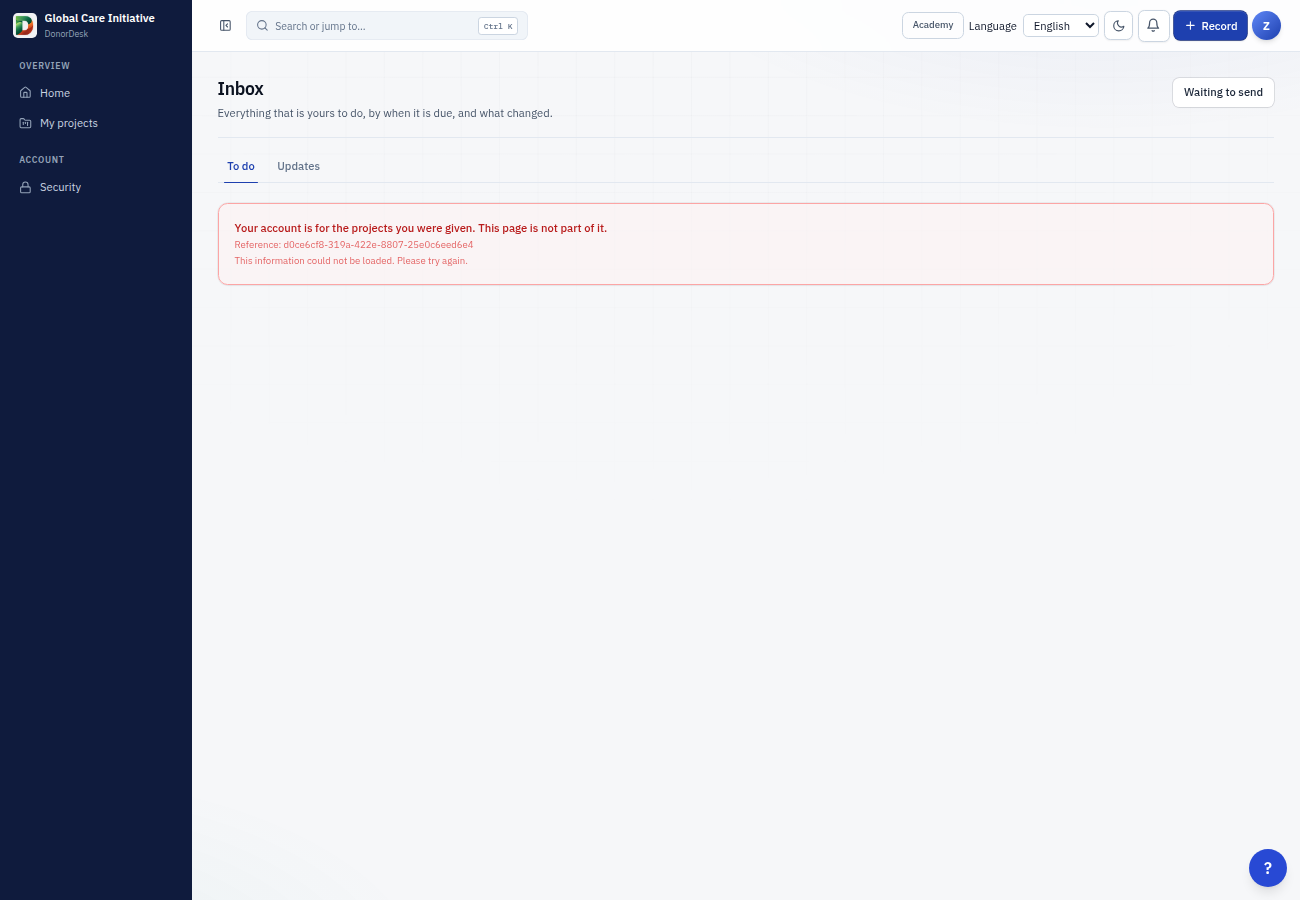 Global Care Initiative
DonorDesk
OVERVIEW
Home
My projects
ACCOUNT
Security
Search or jump to...
Ctrl K
Academy
Language
English
+ Record
Z
Inbox
Everything that is yours to do, by when it is due, and what changed.
Waiting to send
To do
Updates
Your account is for the projects you were given. This page is not part of it.
Reference: d0ce6cf8-319a-422e-8807-25e0c6eed6e4
This information could not be loaded. Please try again.
?